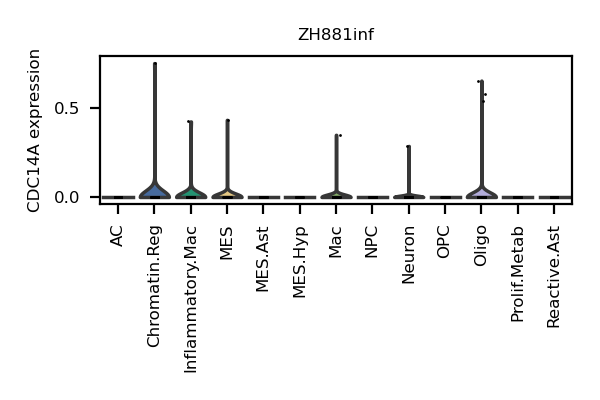 ZH881inf
CDC14A expression
0.5
0.0
AC
Chromatin.Reg
Inflammatory.Mac
MES
MES.Ast
MES.Hyp
Mac
NPC
Neuron
OPC
Oligo
Prolif.Metab
Reactive.Ast